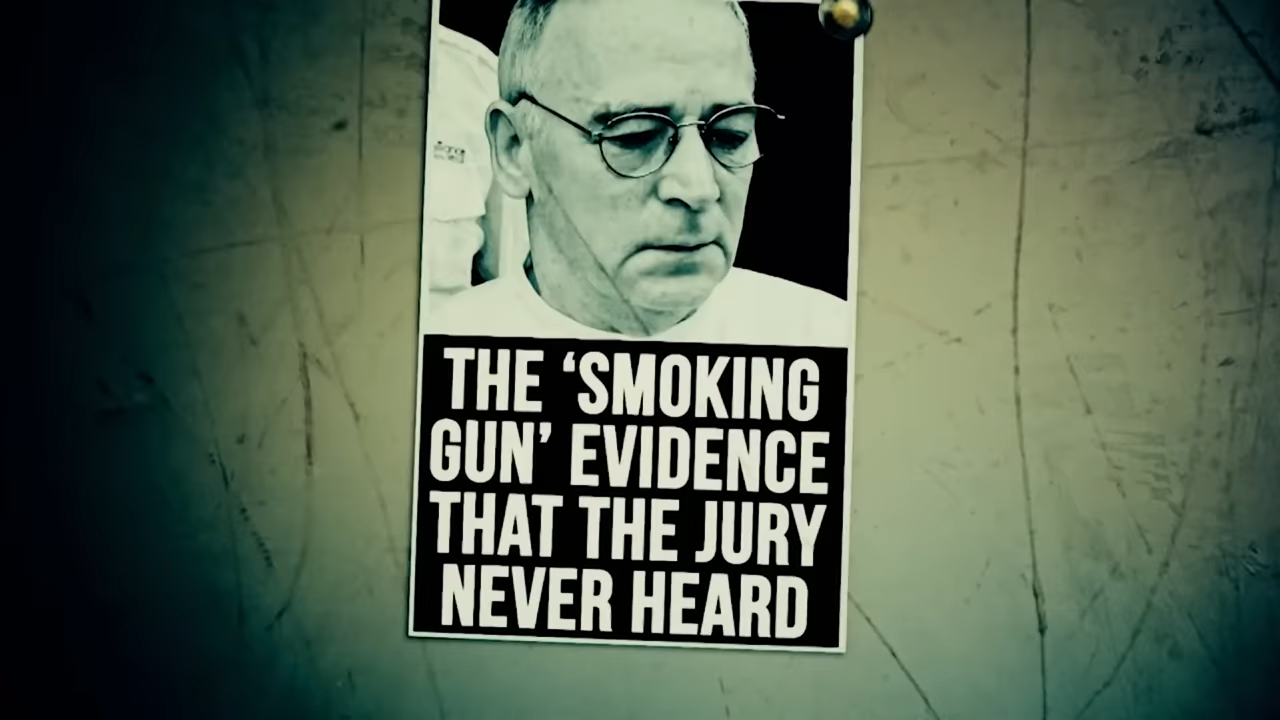 THE ‘SMOKING
GUN’ EVIDENCE
THAT THE JURY
NEVER HEARD